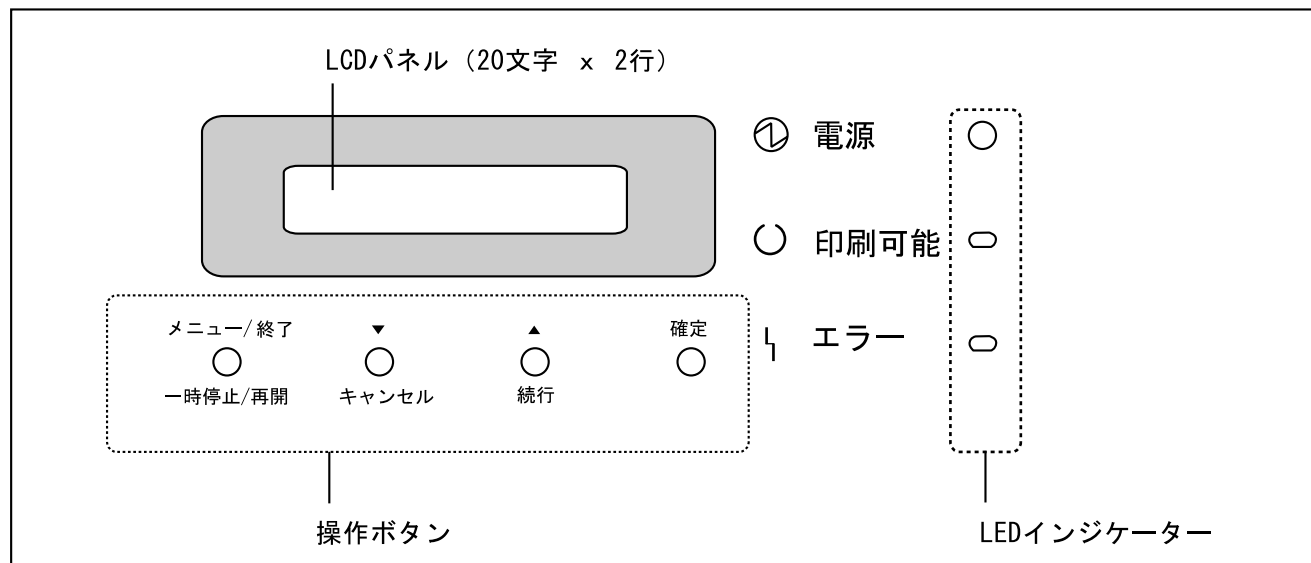 LCDパネル（20文字 x 2行）
電源
印刷可能
エラー
メニュー/終了 ▼ ▲ 確定
一時停止/再開 キャンセル 続行
操作ボタン
LEDインジケーター